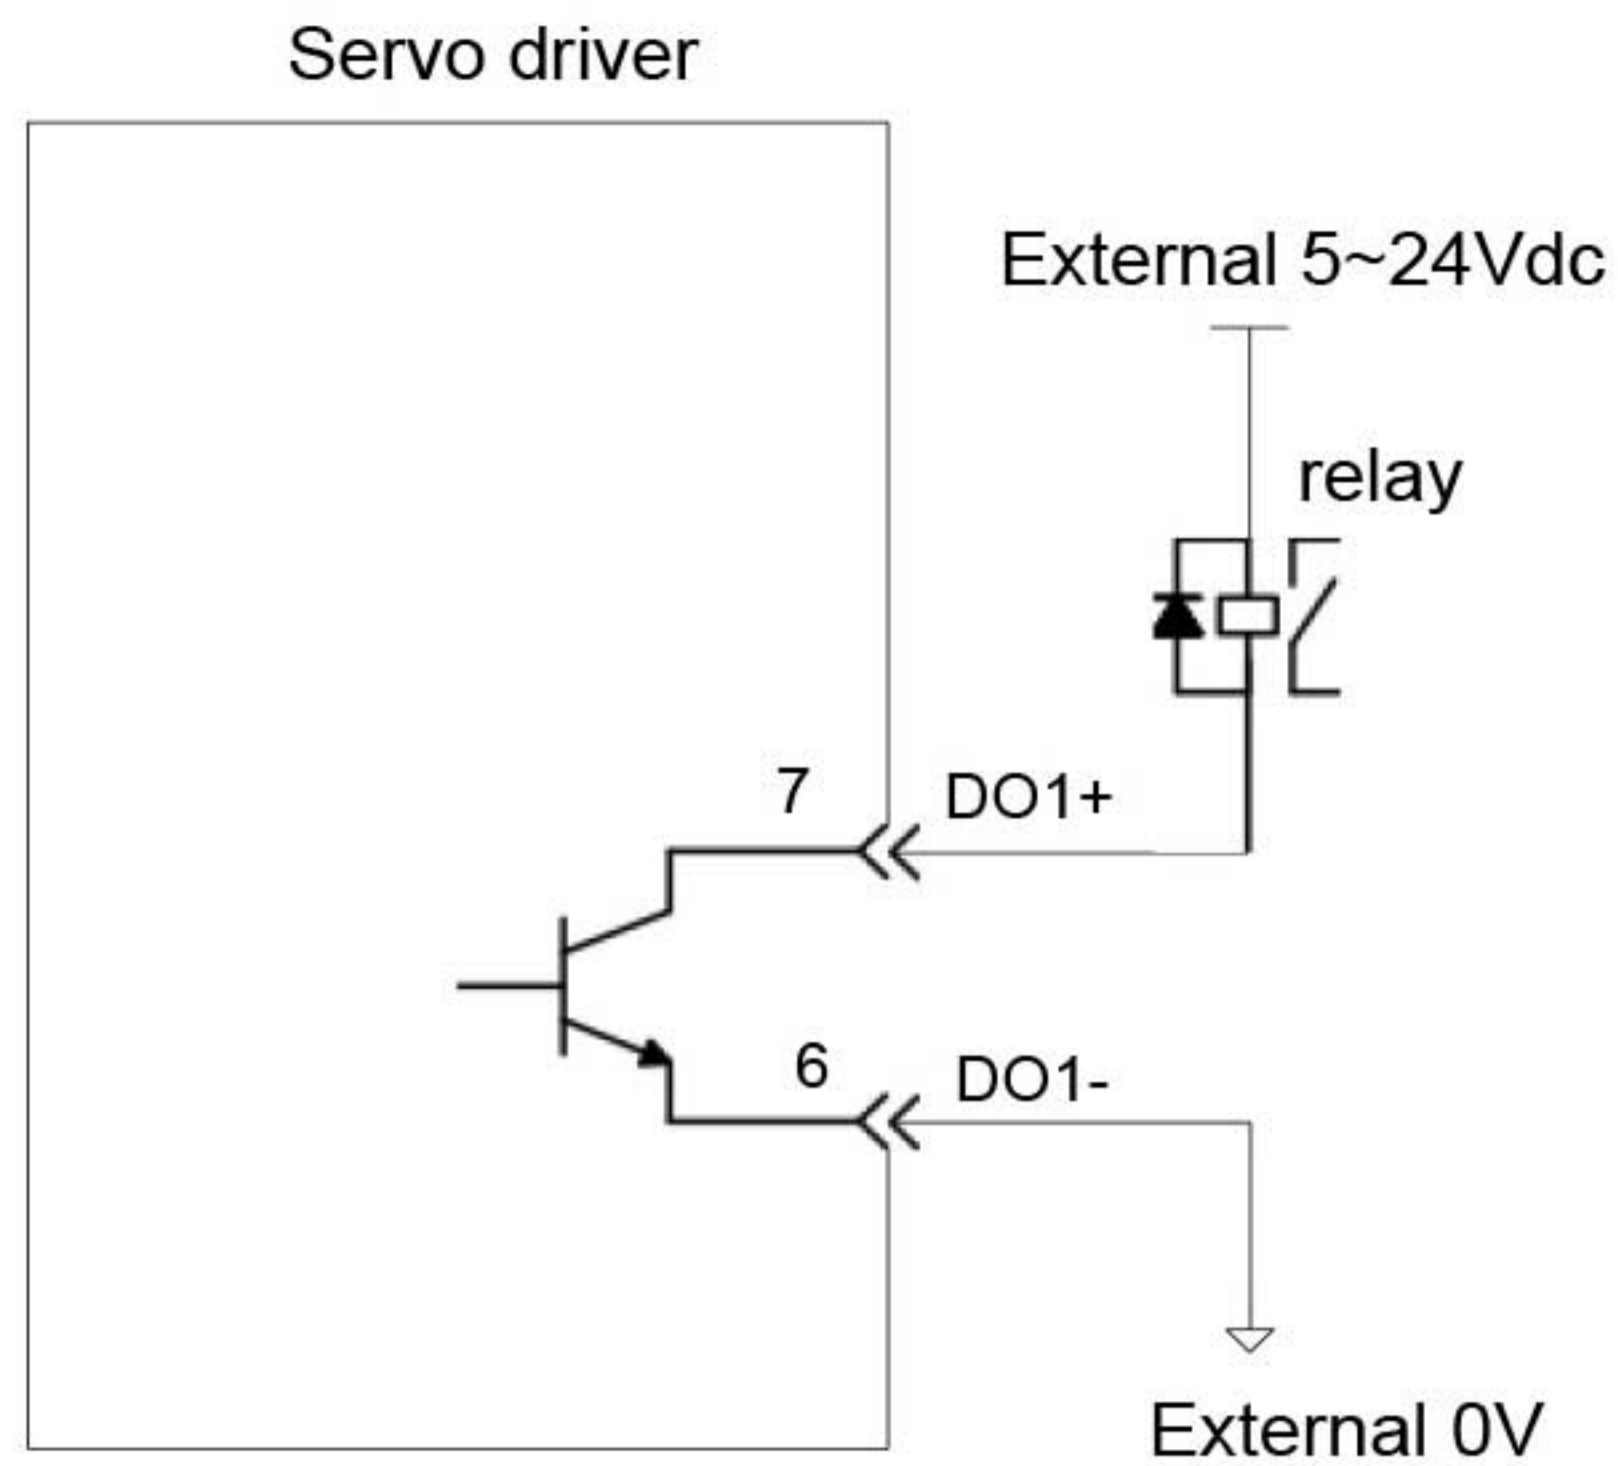 Servo driver
External 5~24Vdc
relay
7
DO1+
6
DO1-
External 0V